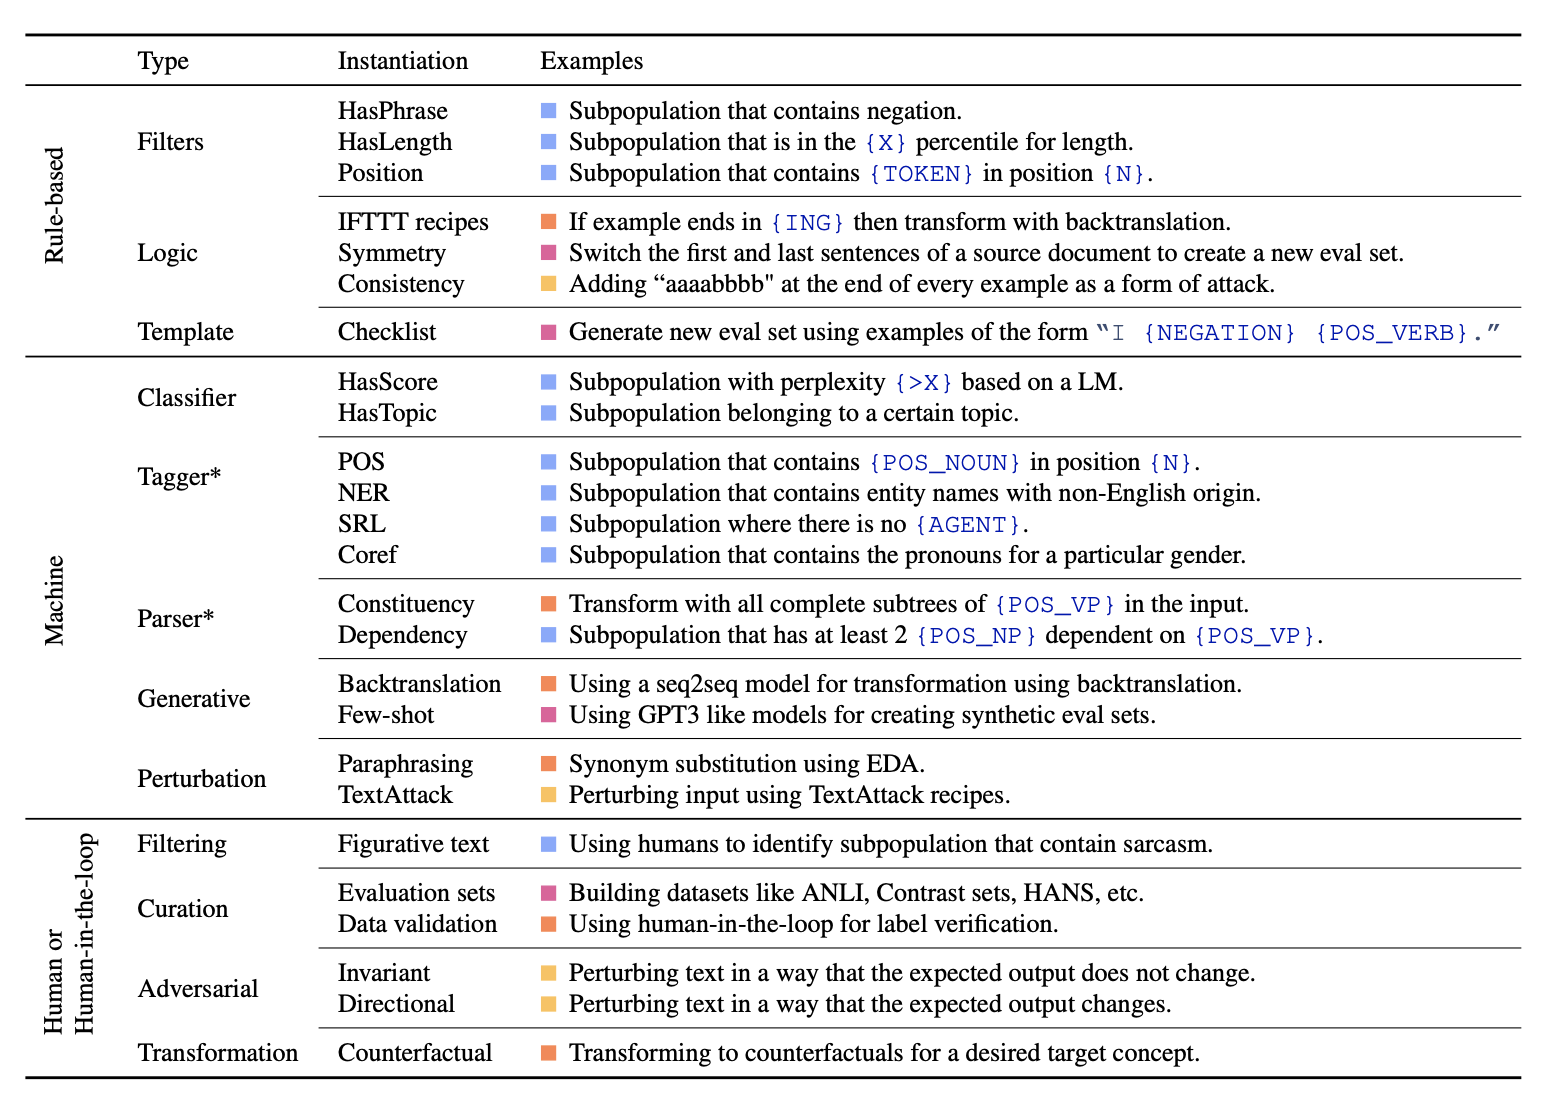 Type Instantiation Examples
Rule-based
Filters
HasPhrase Subpopulation that contains negation.
HasLength Subpopulation that is in the {X} percentile for length.
Position Subpopulation that contains {TOKEN} in position {N}.
Logic
IFTTT recipes If example ends in {ING} then transform with backtranslation.
Symmetry Switch the first and last sentences of a source document to create a new eval set.
Consistency Adding “aaaabbbb" at the end of every example as a form of attack.
Template Checklist Generate new eval set using examples of the form “I {NEGATION} {POS_VERB}.”
Machine
Classifier
HasScore Subpopulation with perplexity {>X} based on a LM.
HasTopic Subpopulation belonging to a certain topic.
Tagger*
POS Subpopulation that contains {POS_NOUN} in position {N}.
NER Subpopulation that contains entity names with non-English origin.
SRL Subpopulation where there is no {AGENT}.
Coref Subpopulation that contains the pronouns for a particular gender.
Parser*
Constituency Transform with all complete subtrees of {POS_VP} in the input.
Dependency Subpopulation that has at least 2 {POS_NP} dependent on {POS_VP}.
Generative
Backtranslation Using a seq2seq model for transformation using backtranslation.
Few-shot Using GPT3 like models for creating synthetic eval sets.
Perturbation
Paraphrasing Synonym substitution using EDA.
TextAttack Perturbing input using TextAttack recipes.
Human or
Human-in-the-loop
Filtering Figurative text Using humans to identify subpopulation that contain sarcasm.
Curation
Evaluation sets Building datasets like ANLI, Contrast sets, HANS, etc.
Data validation Using human-in-the-loop for label verification.
Adversarial
Invariant Perturbing text in a way that the expected output does not change.
Directional Perturbing text in a way that the expected output changes.
Transformation Counterfactual Transforming to counterfactuals for a desired target concept.